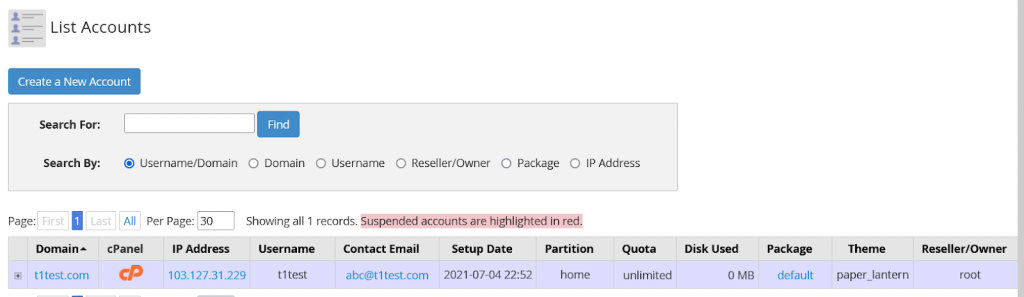 List Accounts
Create a New Account
Search For: Find
Search By: Username/Domain Domain Username Reseller/Owner Package IP Address
Page: First 1 Last All Per Page: 30 Showing all 1 records. Suspended accounts are highlighted in red.
Domain cPanel IP Address Username Contact Email Setup Date Partition Quota Disk Used Package Theme Reseller/Owner
t1test.com cP 103.127.31.229 t1test abc@t1test.com 2021-07-04 22:52 home unlimited 0 MB default paper_lantern root